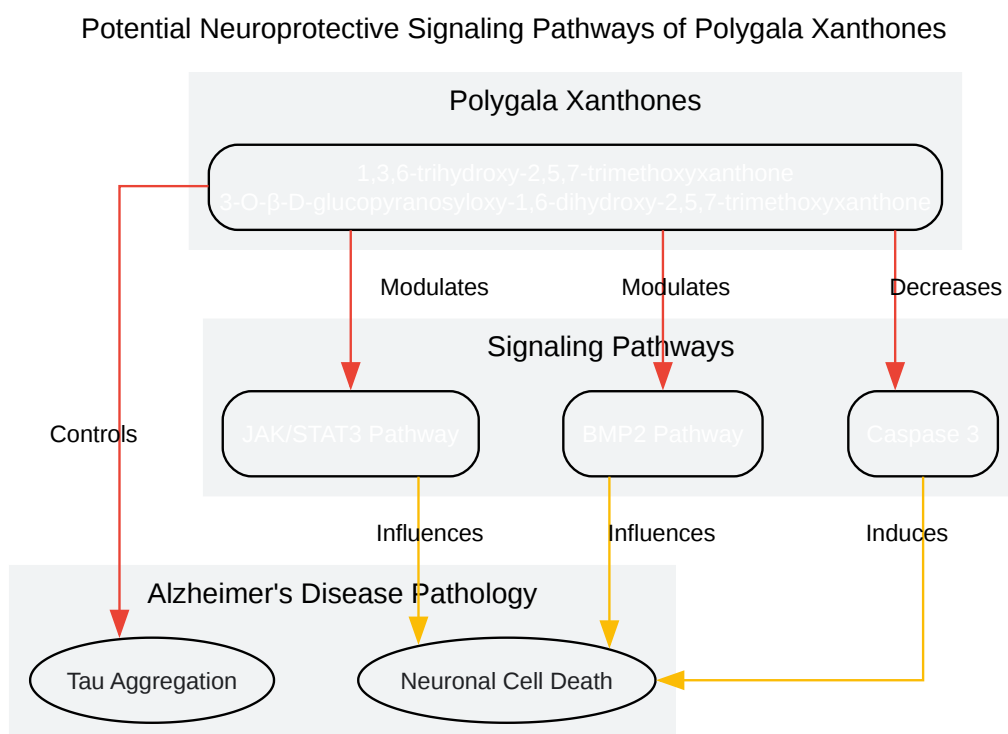 Potential Neuroprotective Signaling Pathways of Polygala Xanthones
Polygala Xanthones
1,3,6-trihydroxy-2,5,7-trimethoxyxanthone
3-O-β-D-glucopyranosyloxy-1,6-dihydroxy-2,5,7-trimethoxyxanthone
Modulates
Modulates
Decreases
Signaling Pathways
JAK/STAT3 Pathway
BMP2 Pathway
Caspase 3
Controls
Influences
Influences
Induces
Alzheimer's Disease Pathology
Tau Aggregation
Neuronal Cell Death